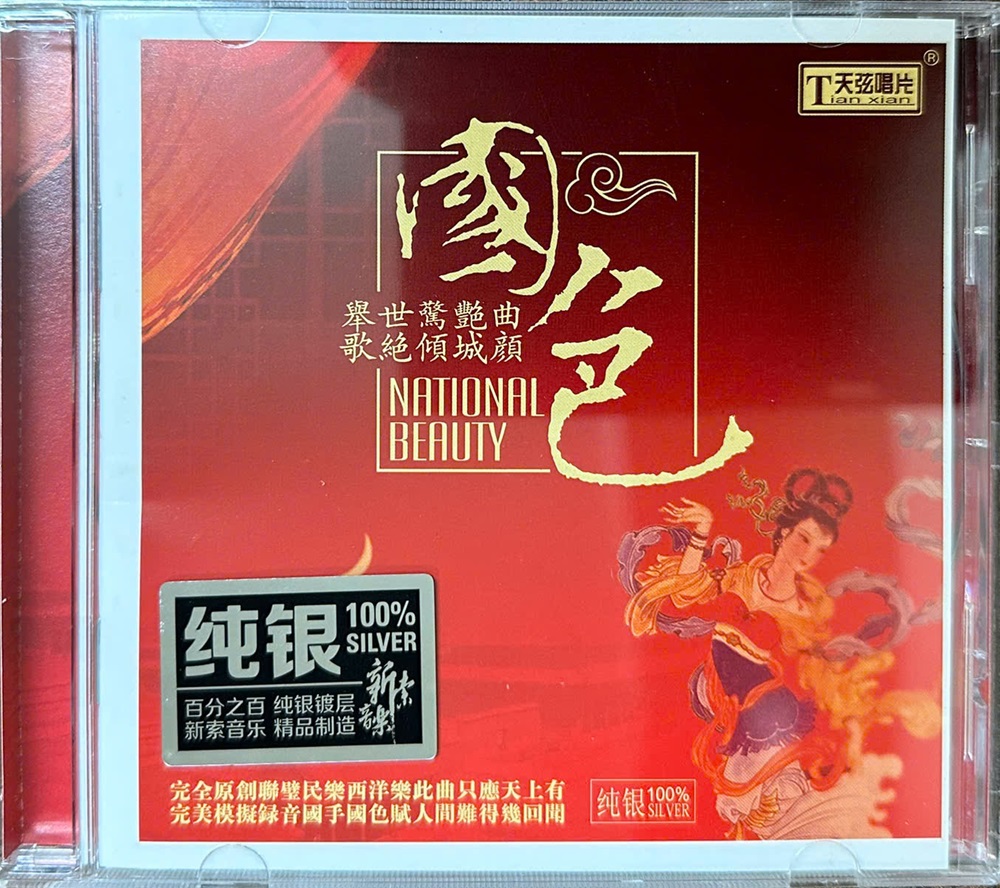 天弦唱片
Tian xian
®
國色
舉世驚艷曲
歌絶傾城顔
NATIONAL
BEAUTY
纯银
100%
SILVER
百分之百 纯银镀层
新索音乐 精品制造
新索音樂
完全原創聯璧民樂西洋樂此曲只應天上有
完美模擬録音國手國色賦人間難得幾回聞
纯银
100%
SILVER